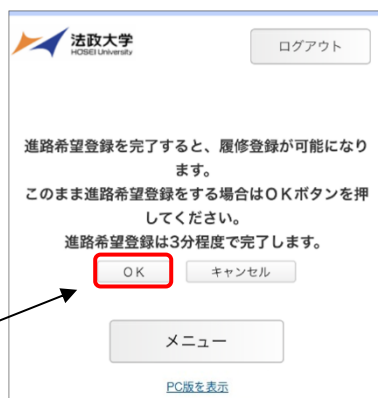 法政大学
HOSEI University
ログアウト
進路希望登録を完了すると、履修登録が可能になり
ます。
このまま進路希望登録をする場合はＯＫボタンを押
してください。
進路希望登録は3分程度で完了します。
ＯＫ
キャンセル
メニュー
PC版を表示